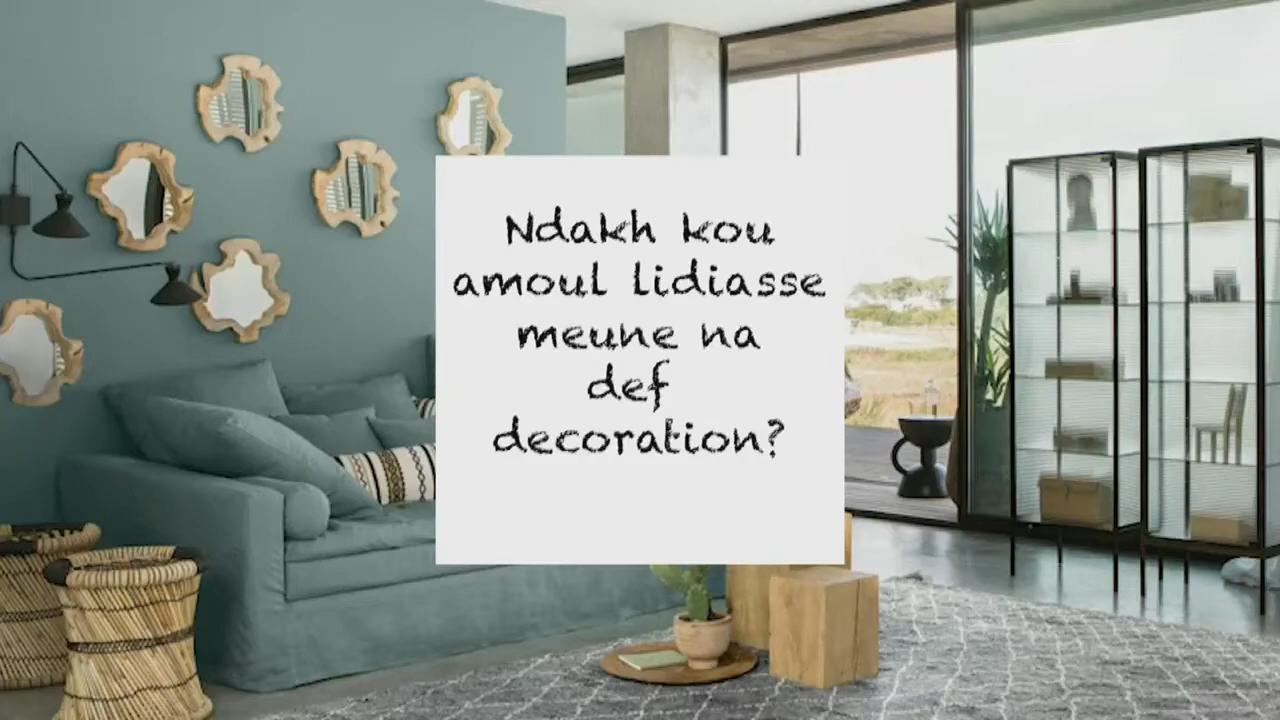 Ndakh kou
amoul lidiasse
meune na
def
decoration?